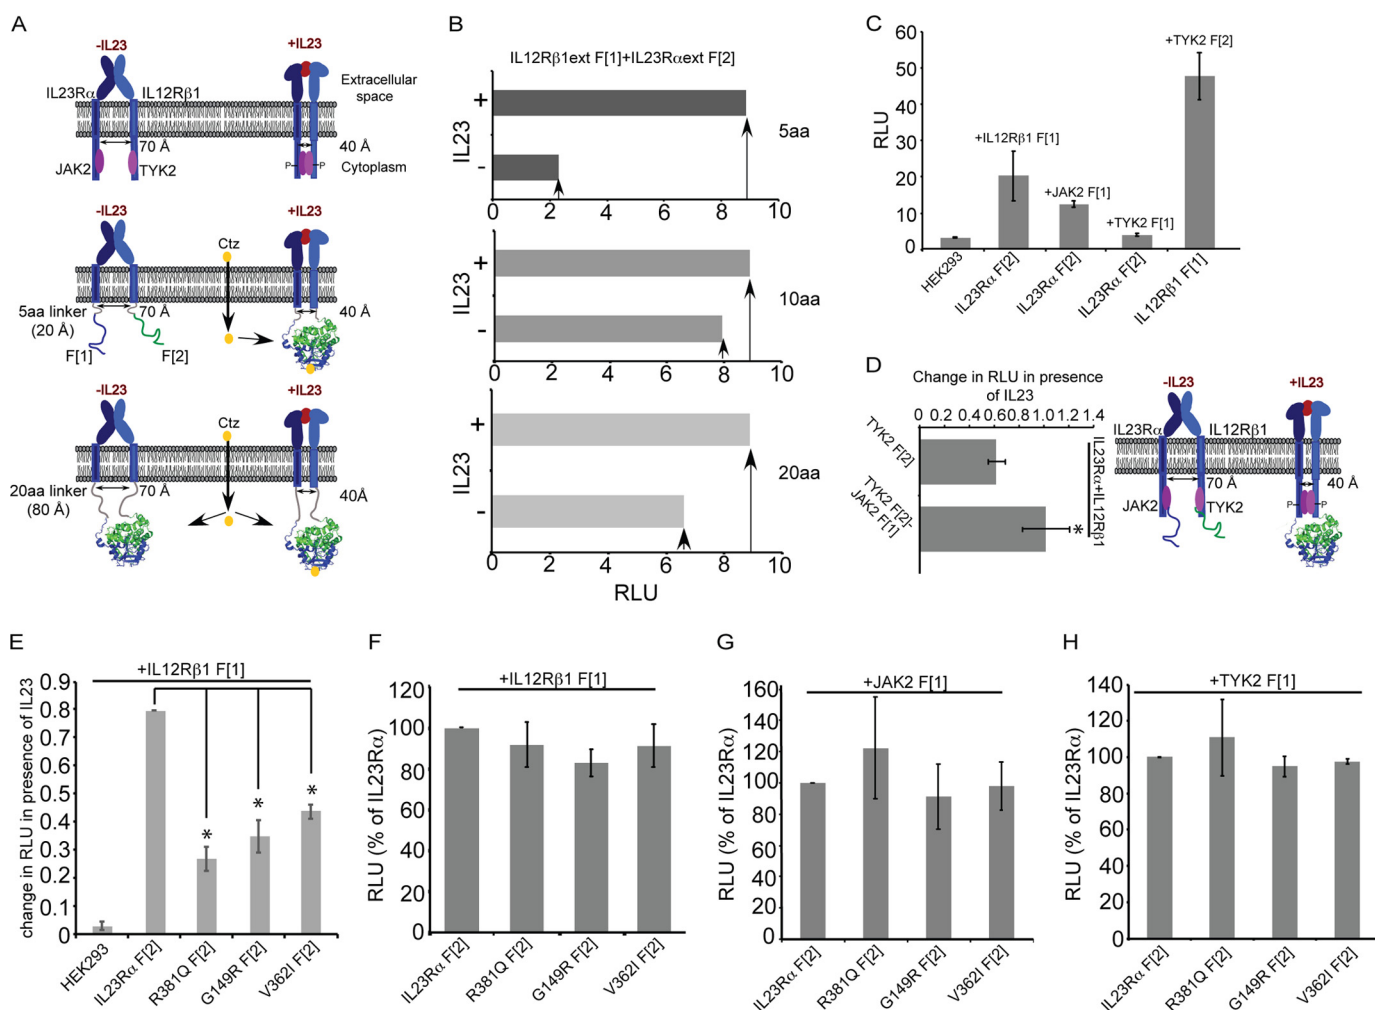 A
-IL23
+IL23
IL23Rα
IL12Rβ1
Extracellular
space
70 Å
40 Å
JAK2
TYK2
P
P
Cytoplasm
-IL23
+IL23
Ctz
5aa linker
(20 Å)
70 Å
40 Å
F[1]
F[2]
-IL23
+IL23
Ctz
20aa linker
(80 Å)
70 Å
40Å
B
IL12Rβ1ext F[1]+IL23Rαext F[2]
IL23
+
-
5aa
0 2 4 6 8 10
IL23
+
-
10aa
0 2 4 6 8 10
IL23
+
-
20aa
0 2 4 6 8 10
RLU
C
RLU
60
50
40
30
20
10
0
+IL12Rβ1 F[1]
+JAK2 F[1]
+TYK2 F[1]
+TYK2 F[2]
HEK293
IL23Rα F[2]
IL23Rα F[2]
IL23Rα F[2]
IL12Rβ1 F[1]
D
Change in RLU in presence
of IL23
0 0.2 0.4 0.6 0.8 1.0 1.2 1.4
TYK2 F[2]
TYK2 F[2]-
JAK2 F[1]
*
IL23Rα+IL12Rβ1
-IL23
+IL23
IL23Rα
IL12Rβ1
70 Å
40 Å
JAK2
TYK2
P
P
E
+IL12Rβ1 F[1]
change in RLU in presence of IL23
0.9
0.8
0.7
0.6
0.5
0.4
0.3
0.2
0.1
0
*
*
*
HEK293
IL23Rα F[2]
R381Q F[2]
G149R F[2]
V362I F[2]
F
+IL12Rβ1 F[1]
RLU (% of IL23Rα)
120
100
80
60
40
20
0
IL23Rα F[2]
R381Q F[2]
G149R F[2]
V362I F[2]
G
+JAK2 F[1]
RLU (% of IL23Rα)
160
140
120
100
80
60
40
20
0
IL23Rα F[2]
R381Q F[2]
G149R F[2]
V362I F[2]
H
+TYK2 F[1]
RLU (% of IL23Rα)
140
120
100
80
60
40
20
0
IL23Rα F[2]
R381Q F[2]
G149R F[2]
V362I F[2]